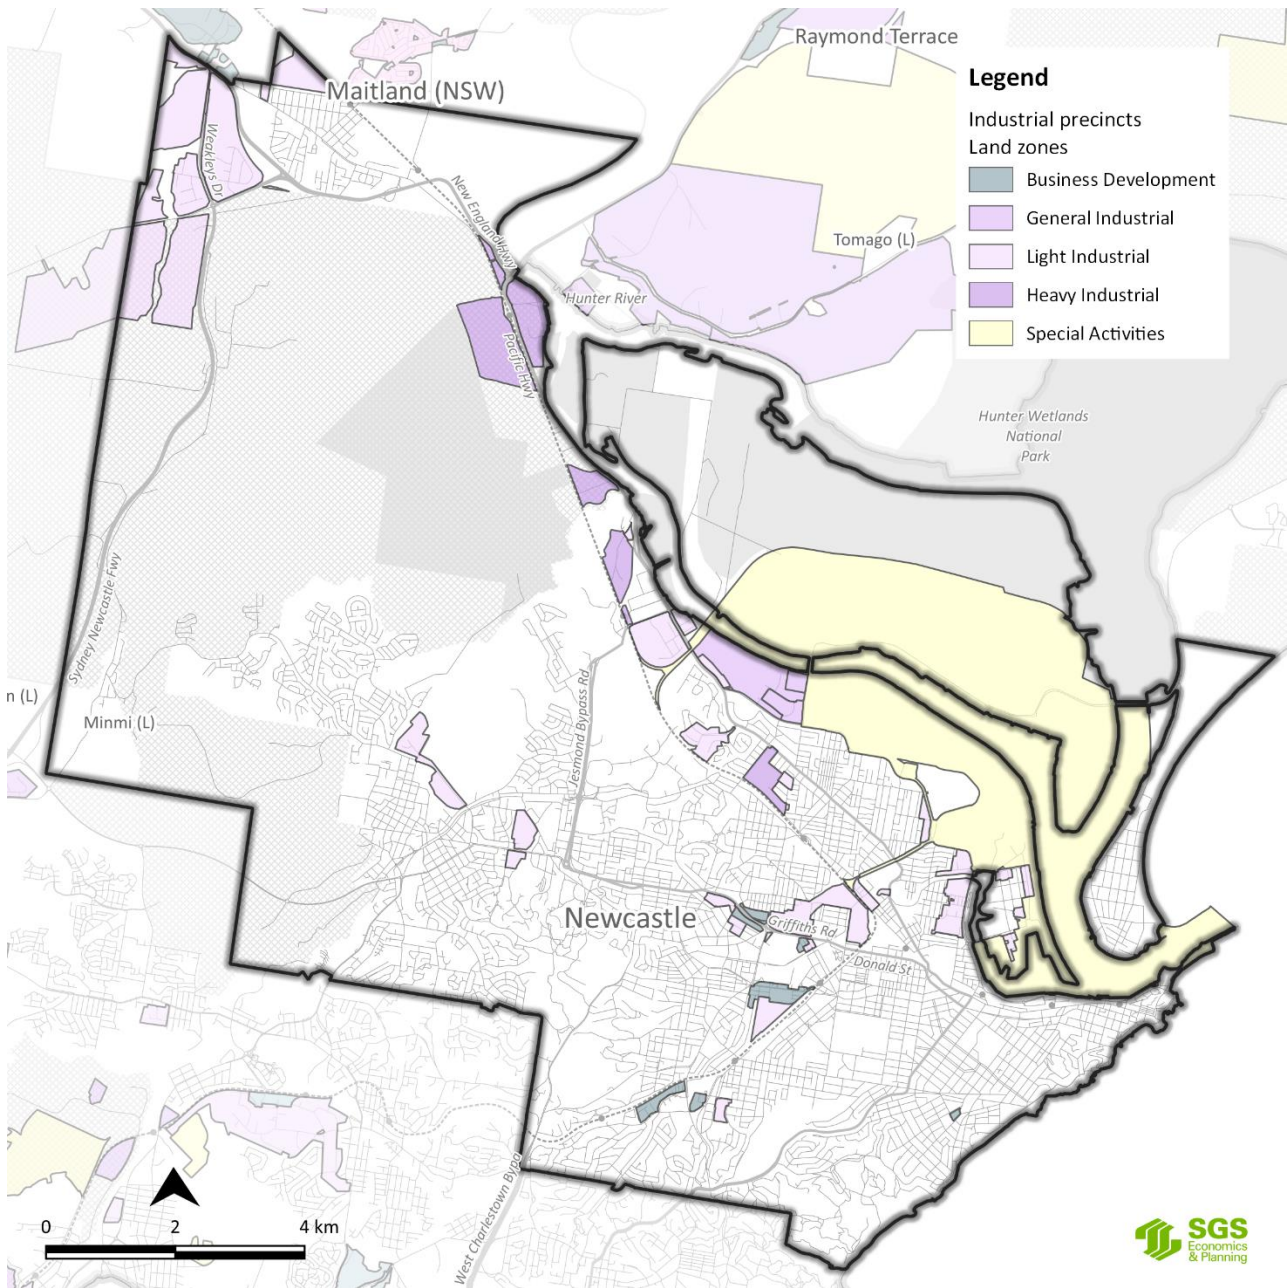 Raymond Terrace
Legend
Industrial precincts
Land zones
Business Development
General Industrial
Light Industrial
Heavy Industrial
Special Activities
Maitland (NSW)
Weakleys Dr
New England Hwy
Tomago (L)
Hunter River
Pacific Hwy
Hunter Wetlands
National
Park
Sydney Newcastle Fwy
n (L)
Minmi (L)
Jesmond Bypass Rd
Newcastle
Griffiths Rd
Donald St
West Charlestown Bypa
0 2 4 km
SGS
Economics
& Planning